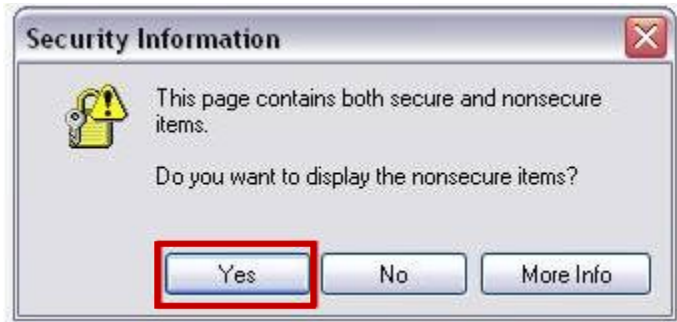 Security Information
This page contains both secure and nonsecure
items.
Do you want to display the nonsecure items?
Yes No More Info